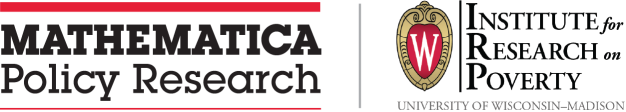 MATHEMATICA
Policy Research
W
INSTITUTE for
RESEARCH on
POVERTY
UNIVERSITY OF WISCONSIN–MADISON